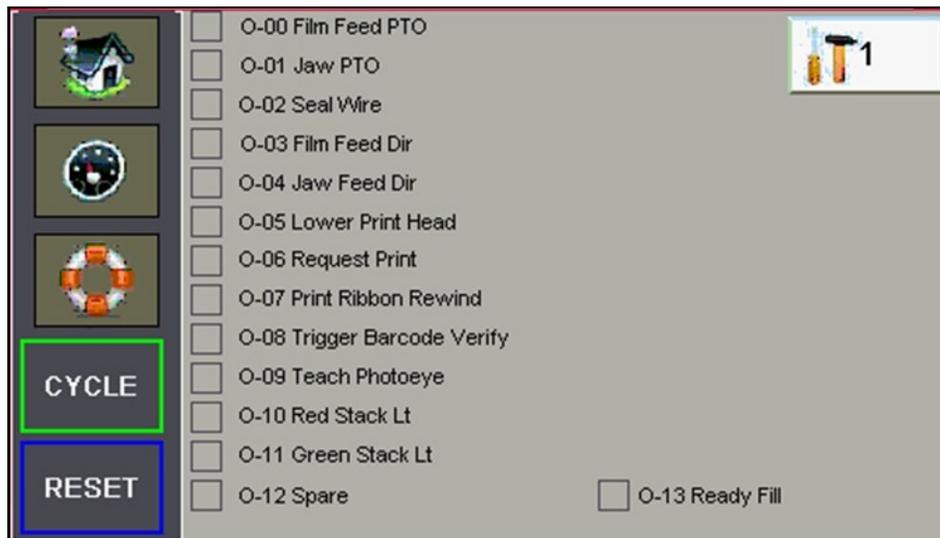 O-00 Film Feed PTO
1
O-01 Jaw PTO
O-02 Seal Wire
O-03 Film Feed Dir
O-04 Jaw Feed Dir
O-05 Lower Print Head
O-06 Request Print
O-07 Print Ribbon Rewind
O-08 Trigger Barcode Verify
CYCLE
O-09 Teach Photoeye
O-10 Red Stack Lt
O-11 Green Stack Lt
RESET
O-12 Spare
O-13 Ready Fill